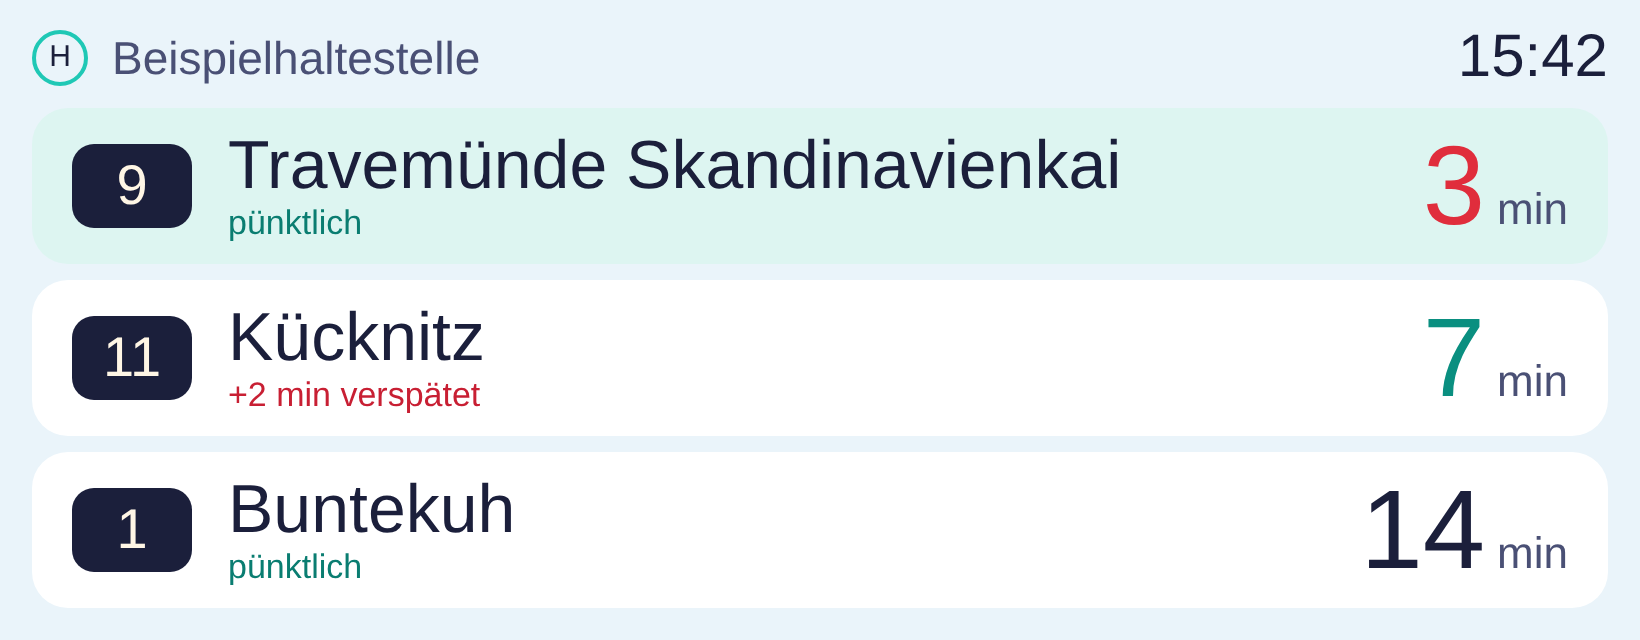 H Beispielhaltestelle 15:42
9 Travemünde Skandinavienkai 3 min
pünktlich
11 Kücknitz 7 min
+2 min verspätet
1 Buntekuh 14 min
pünktlich